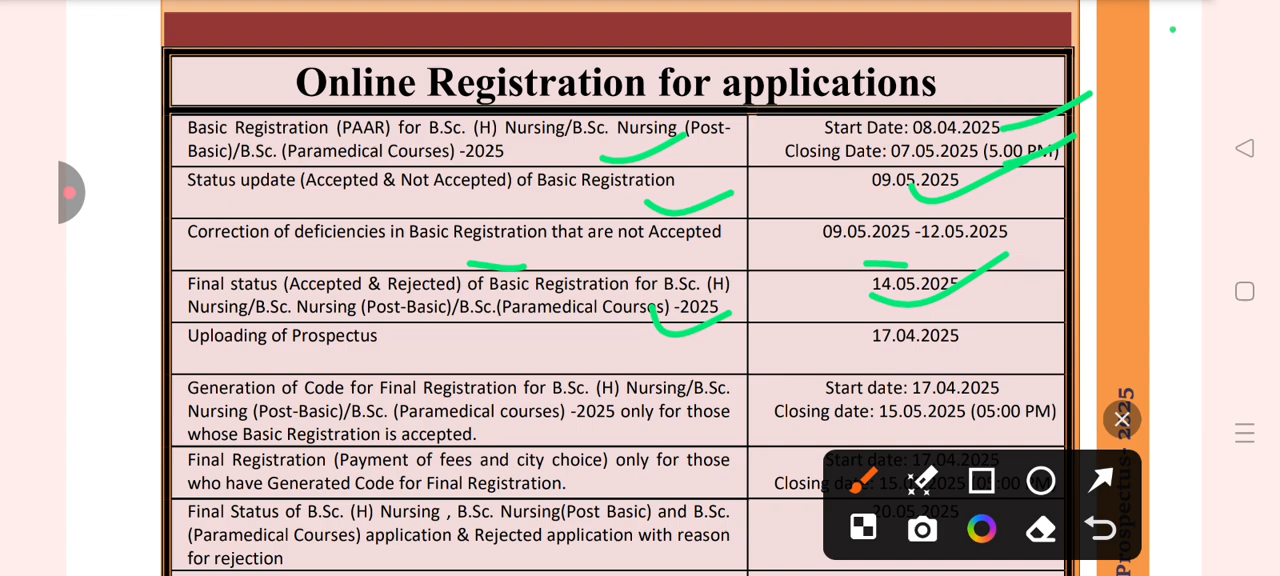 Online Registration for applications
Basic Registration (PAAR) for B.Sc. (H) Nursing/B.Sc. Nursing (Post-
Basic)/B.Sc. (Paramedical Courses) -2025
Start Date: 08.04.2025
Closing Date: 07.05.2025 (5.00 PM)
Status update (Accepted & Not Accepted) of Basic Registration
09.05.2025
Correction of deficiencies in Basic Registration that are not Accepted
09.05.2025 -12.05.2025
Final status (Accepted & Rejected) of Basic Registration for B.Sc. (H)
Nursing/B.Sc. Nursing (Post-Basic)/B.Sc.(Paramedical Courses) -2025
14.05.2025
Uploading of Prospectus
17.04.2025
Generation of Code for Final Registration for B.Sc. (H) Nursing/B.Sc.
Nursing (Post-Basic)/B.Sc. (Paramedical courses) -2025 only for those
whose Basic Registration is accepted.
Start date: 17.04.2025
Closing date: 15.05.2025 (05:00 PM)
Final Registration (Payment of fees and city choice) only for those
who have Generated Code for Final Registration.
Start date: 17.04.2025
Closing date: 15.0 (05:00 PM)
Final Status of B.Sc. (H) Nursing , B.Sc. Nursing(Post Basic) and B.Sc.
(Paramedical Courses) application & Rejected application with reason
for rejection
20.05.2025
Prospectus- 2025